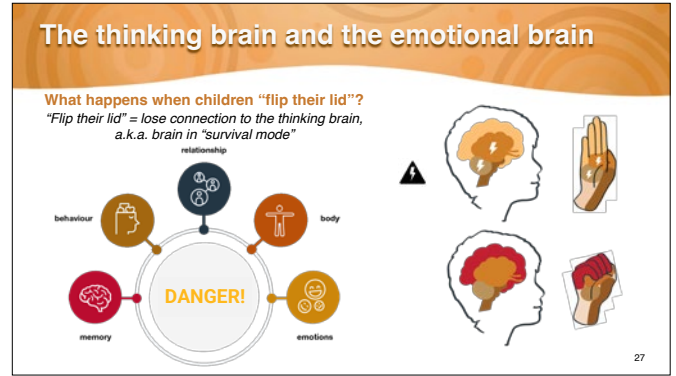 The thinking brain and the emotional brain
What happens when children “flip their lid”?
“Flip their lid” = lose connection to the thinking brain,
a.k.a. brain in “survival mode”
relationship
behaviour
body
DANGER!
memory
emotions
27